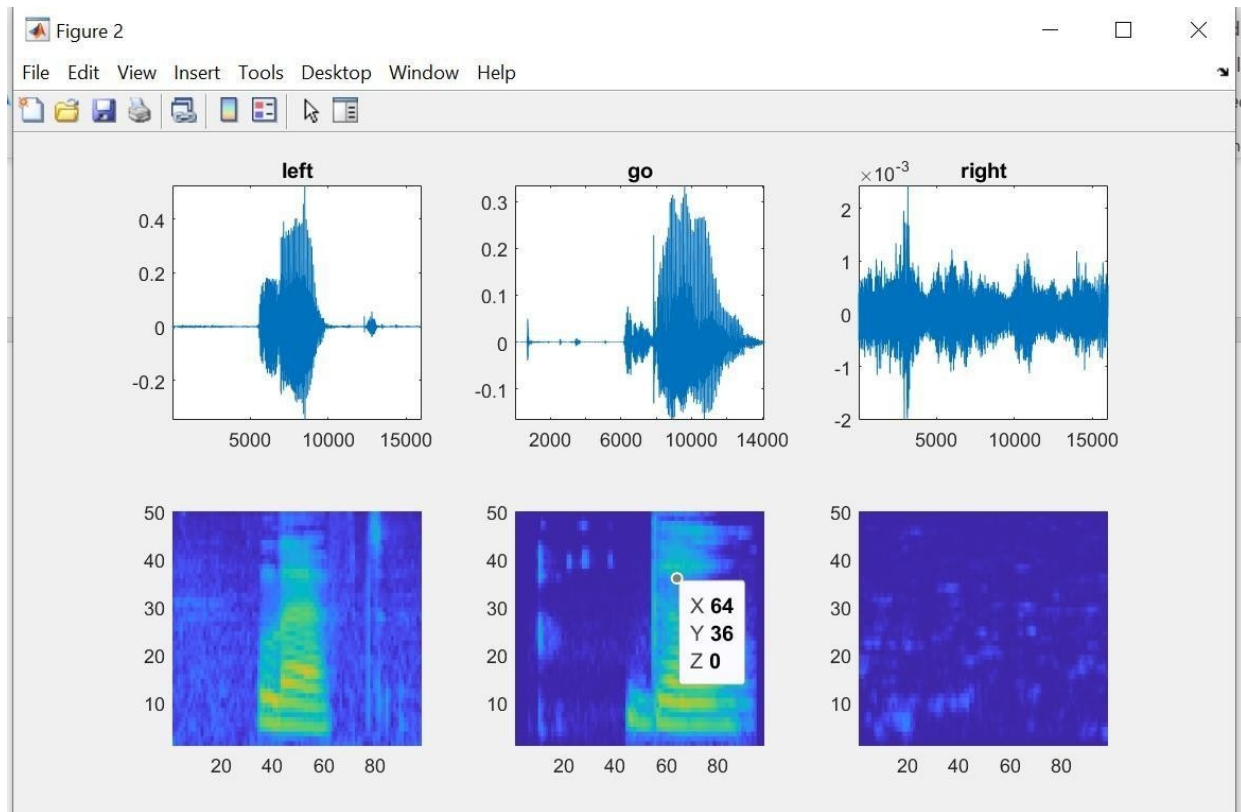 Figure 2
File Edit View Insert Tools Desktop Window Help
left
0.4
0.2
0
-0.2
5000 10000 15000
go
0.3
0.2
0.1
0
-0.1
2000 6000 10000 14000
×10⁻³ right
2
1
0
-1
-2
5000 10000 15000
50
40
30
20
10
20 40 60 80
50
40
30
20
10
X 64
Y 36
Z 0
20 40 60 80
50
40
30
20
10
20 40 60 80